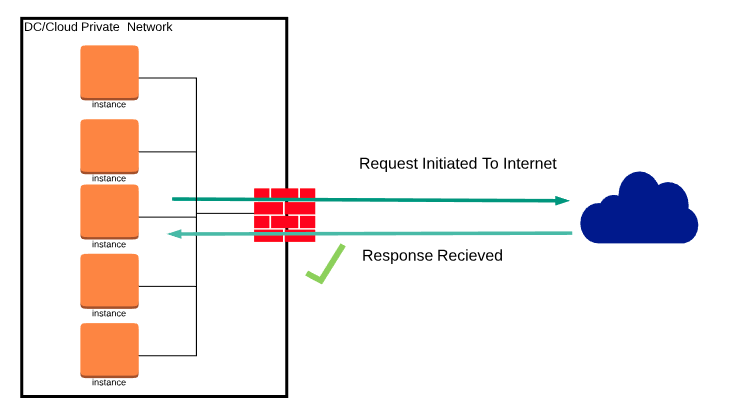 DC/Cloud Private Network
instance
instance
Request Initiated To Internet
instance
Response Recieved
instance
instance